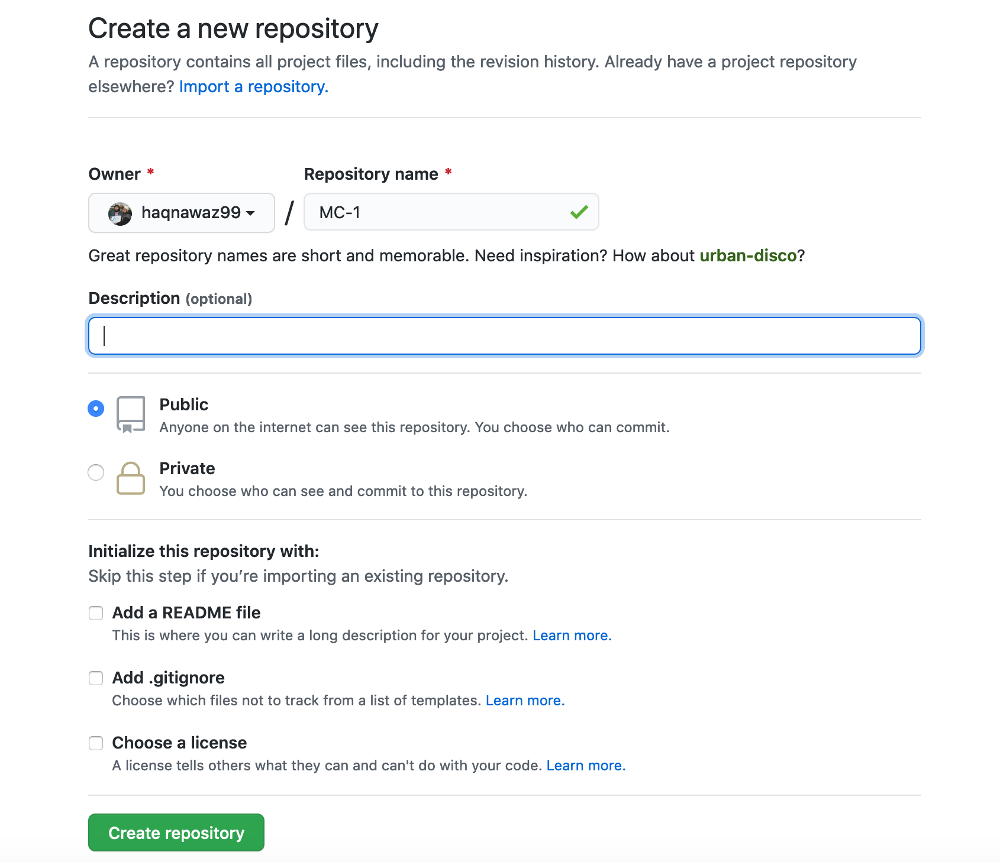 Create a new repository
A repository contains all project files, including the revision history. Already have a project repository
elsewhere? Import a repository.
Owner *
Repository name *
haqnawaz99 / MC-1
Great repository names are short and memorable. Need inspiration? How about urban-disco?
Description (optional)
Public
Anyone on the internet can see this repository. You choose who can commit.
Private
You choose who can see and commit to this repository.
Initialize this repository with:
Skip this step if you’re importing an existing repository.
Add a README file
This is where you can write a long description for your project. Learn more.
Add .gitignore
Choose which files not to track from a list of templates. Learn more.
Choose a license
A license tells others what they can and can't do with your code. Learn more.
Create repository